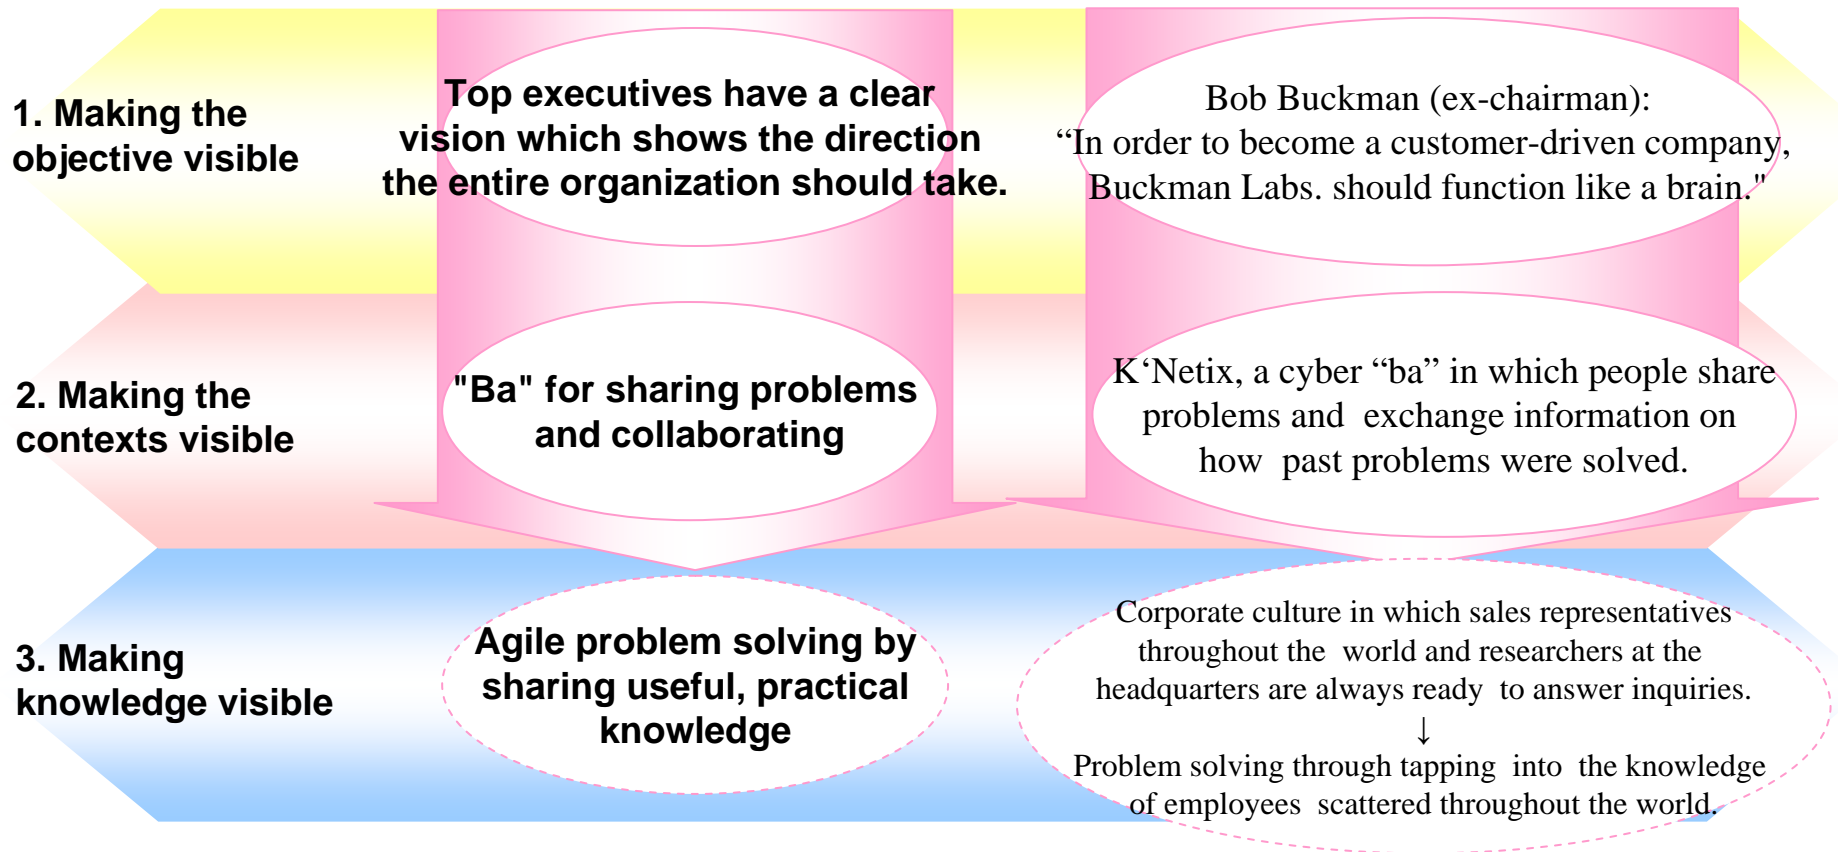 1. Making the
objective visible
Top executives have a clear
vision which shows the direction
the entire organization should take.
Bob Buckman (ex-chairman):
“In order to become a customer-driven company,
Buckman Labs. should function like a brain."
2. Making the
contexts visible
"Ba" for sharing problems
and collaborating
K‘Netix, a cyber “ba” in which people share
problems and exchange information on
how past problems were solved.
3. Making
knowledge visible
Agile problem solving by
sharing useful, practical
knowledge
Corporate culture in which sales representatives
throughout the world and researchers at the
headquarters are always ready to answer inquiries.
↓
Problem solving through tapping into the knowledge
of employees scattered throughout the world.